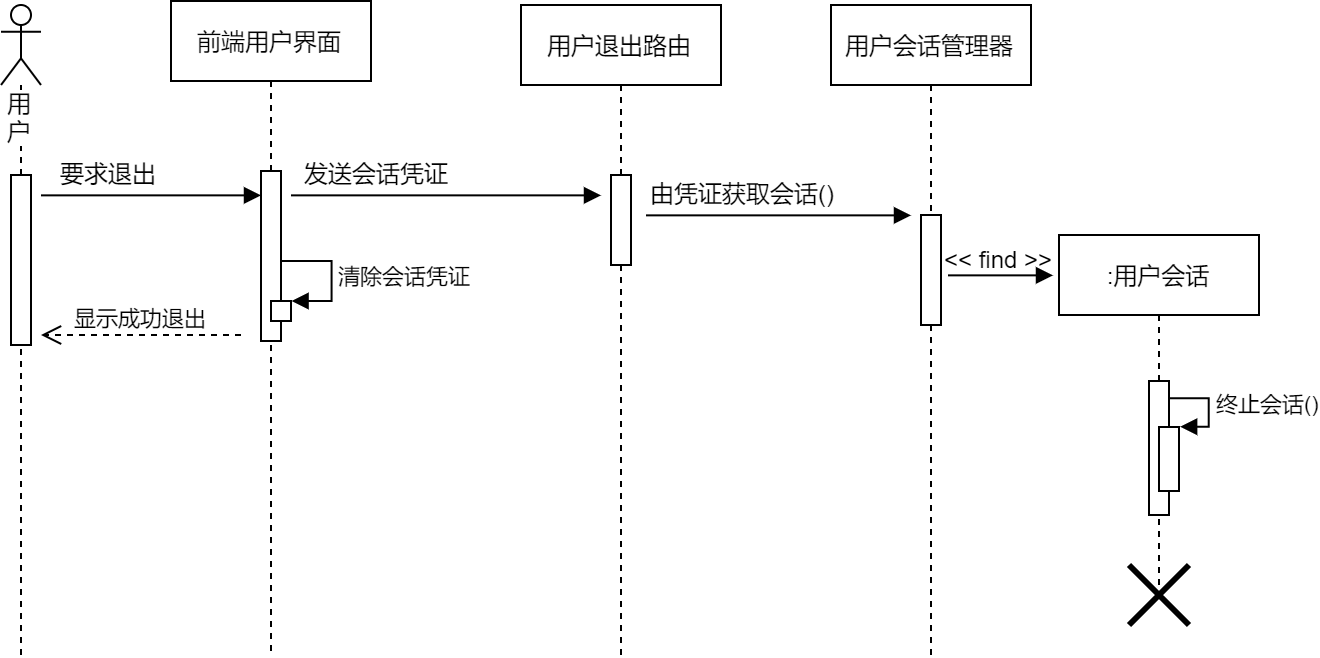 前端用户界面
用户退出路由
用户会话管理器
用
户
要求退出
发送会话凭证
由凭证获取会话()
<< find >>
:用户会话
清除会话凭证
显示成功退出
终止会话()